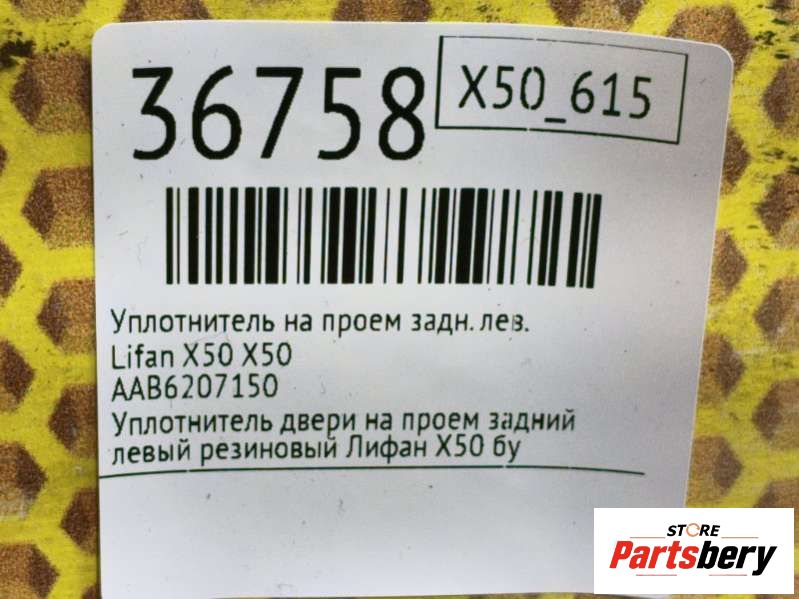 36758
X50_615
Уплотнитель на проем задн. лев.
Lifan X50 X50
AAB6207150
Уплотнитель двери на проем задний
левый резиновый Лифан X50 бу
STORE
Partsbery